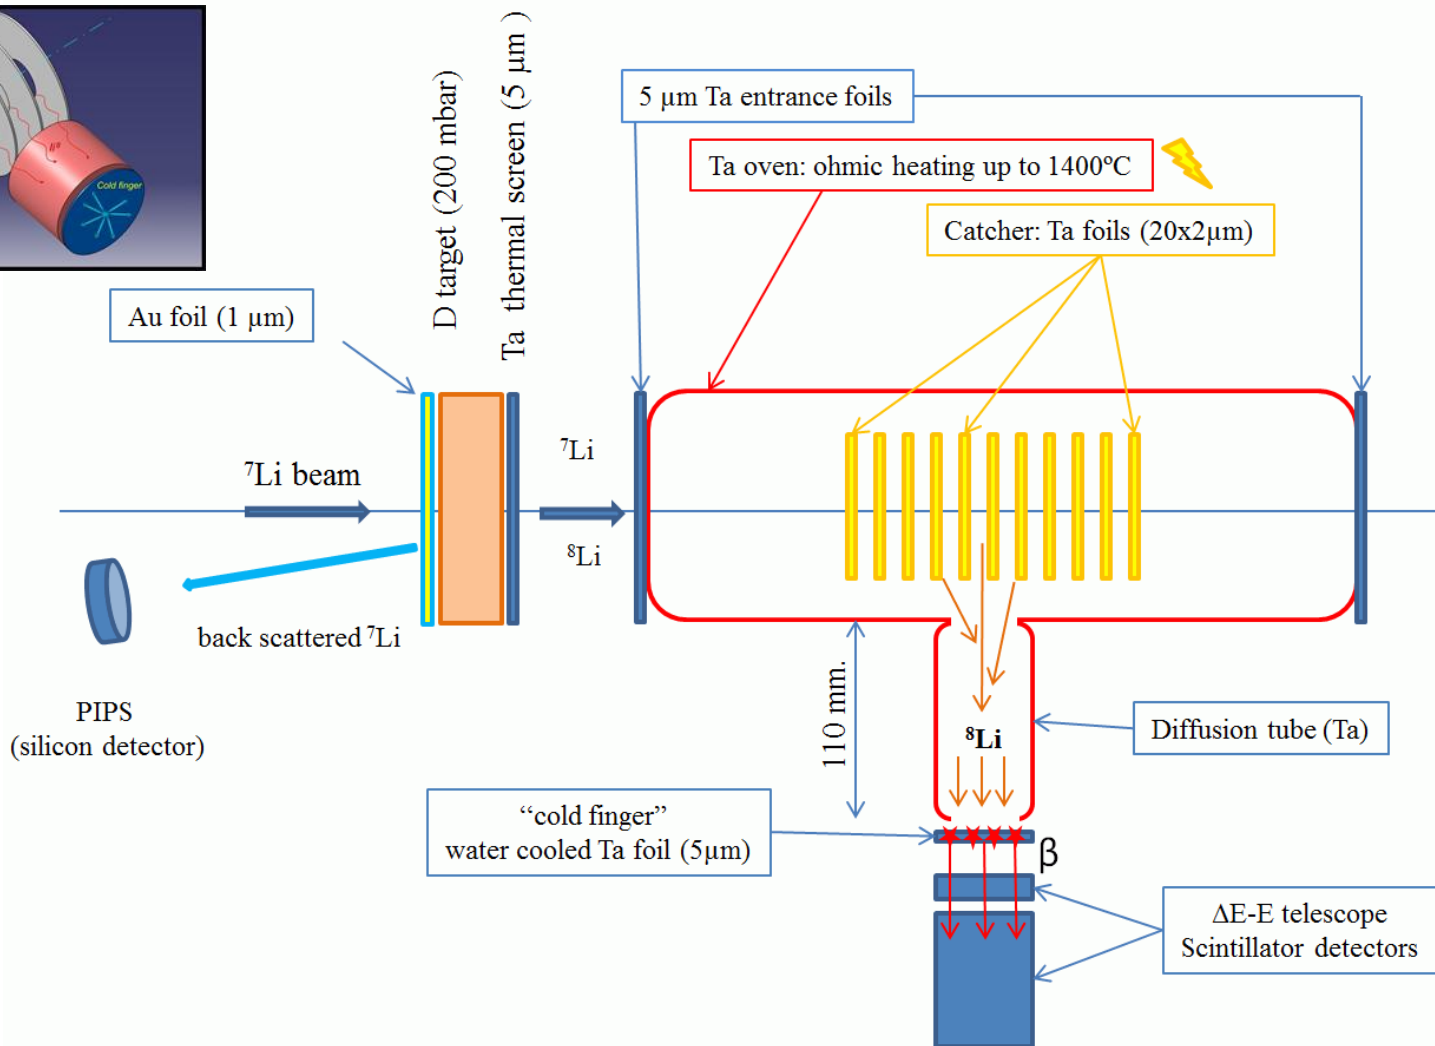 Cold finger
D target (200 mbar)
Ta thermal screen (5 µm )
5 µm Ta entrance foils
Ta oven: ohmic heating up to 1400ºC
Catcher: Ta foils (20x2µm)
Au foil (1 µm)
⁷Li beam
⁷Li
⁸Li
back scattered ⁷Li
PIPS
(silicon detector)
110 mm.
⁸Li
Diffusion tube (Ta)
“cold finger”
water cooled Ta foil (5µm)
β
ΔE-E telescope
Scintillator detectors